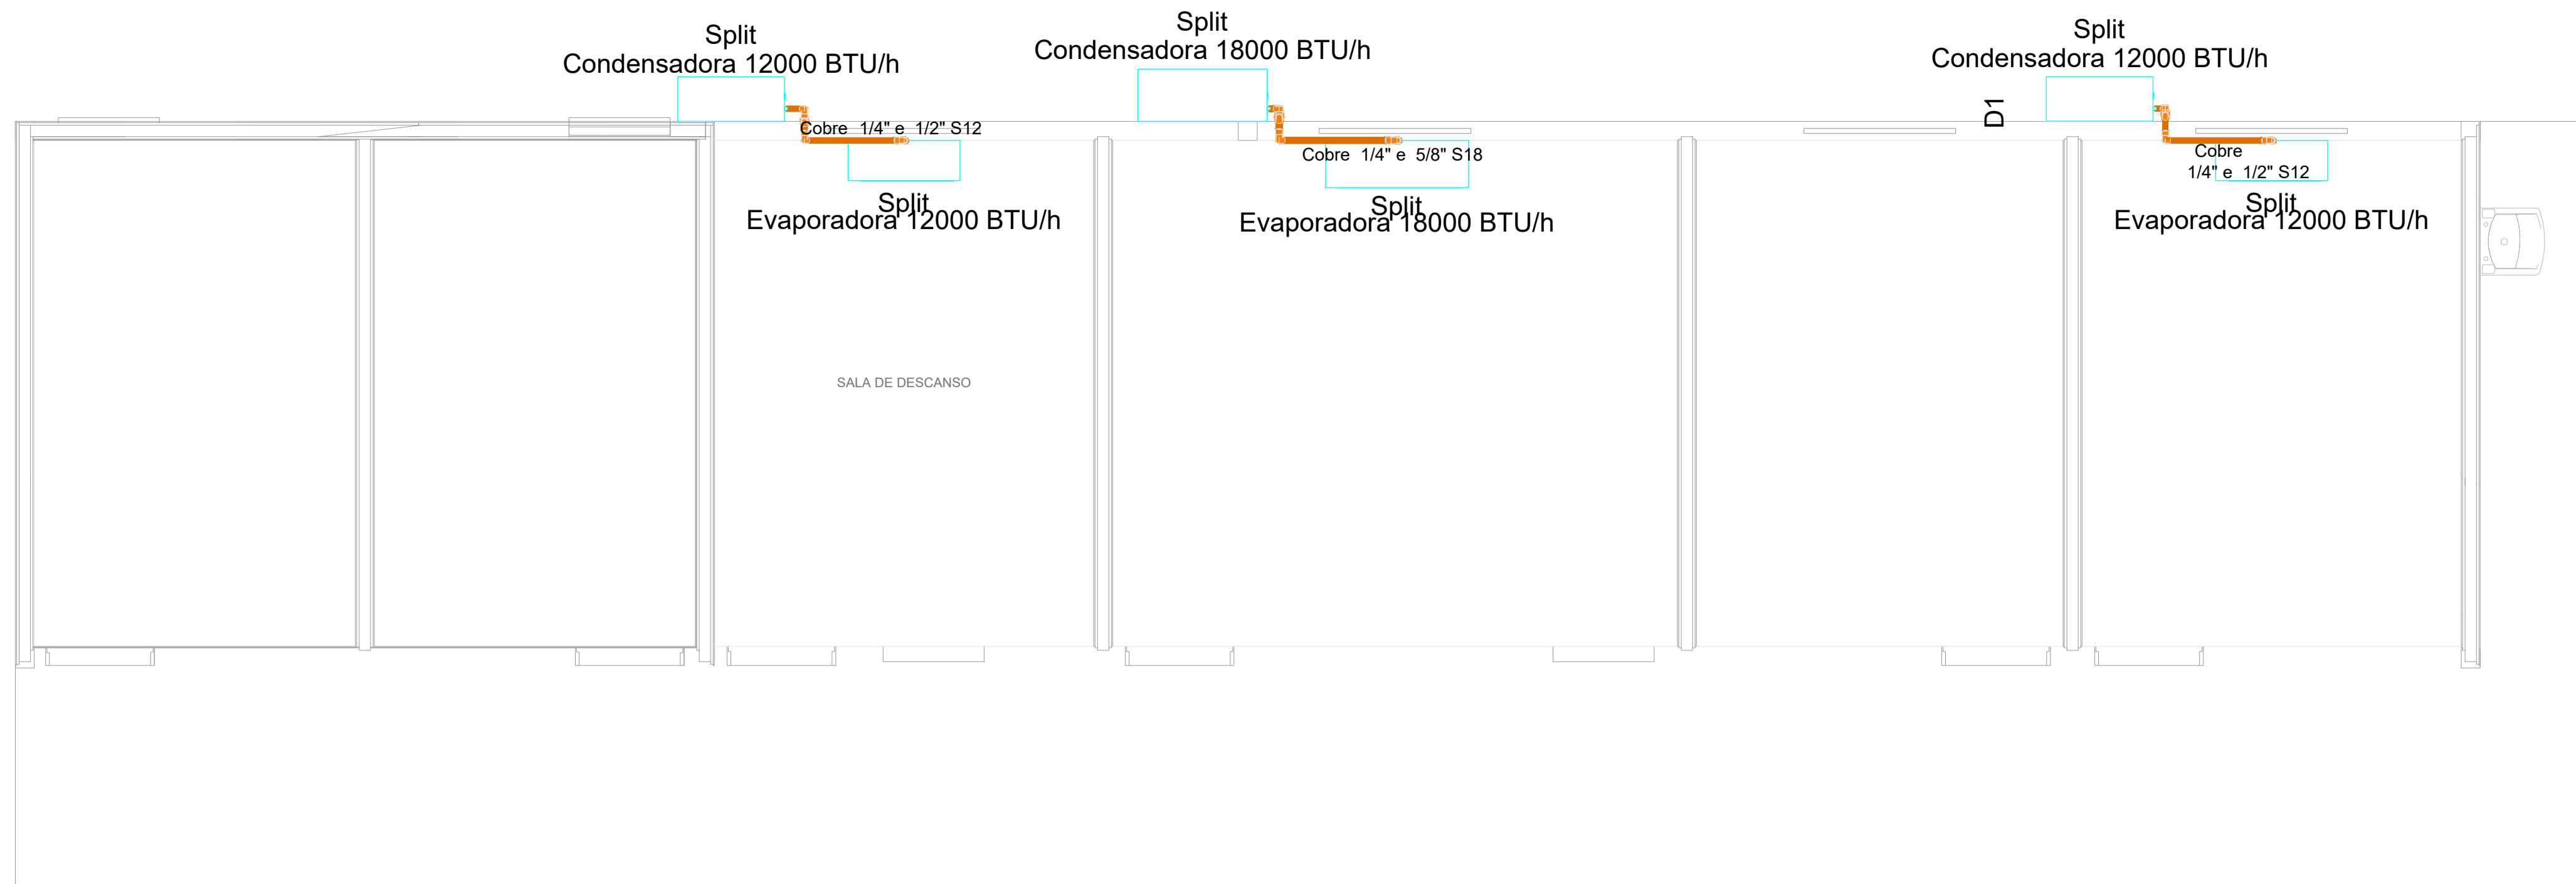 Split
Condensadora 12000 BTU/h
Split
Condensadora 18000 BTU/h
Split
Condensadora 12000 BTU/h
D1
Cobre 1/4" e 1/2" S12
Cobre 1/4" e 5/8" S18
Cobre
1/4" e 1/2" S12
Split
Evaporadora 12000 BTU/h
Split
Evaporadora 18000 BTU/h
Split
Evaporadora 12000 BTU/h
SALA DE DESCANSO